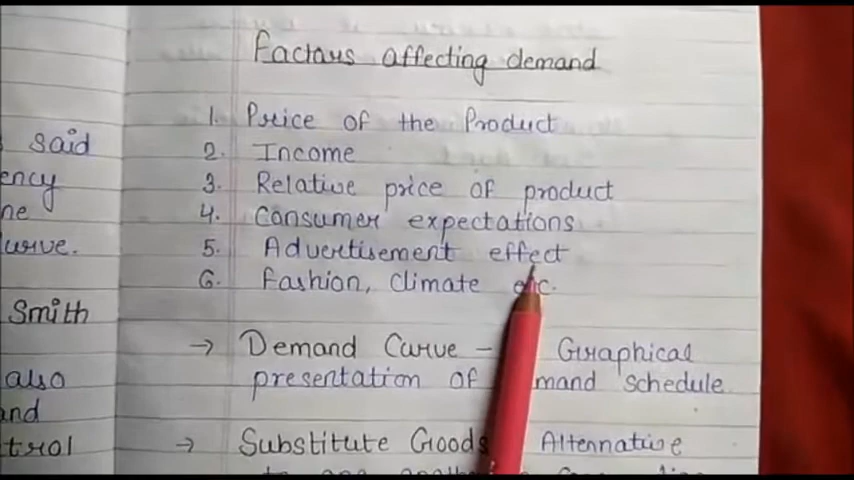 Factors affecting demand
1. Price of the Product
2. Income
3. Relative price of product
4. Consumer expectations
5. Advertisement effect
6. Fashion, Climate etc.
→ Demand Curve – Graphical
presentation of mand schedule
→ Substitute Goods Alternative
said
ency
ne
urve.
Smith
also
and
trol